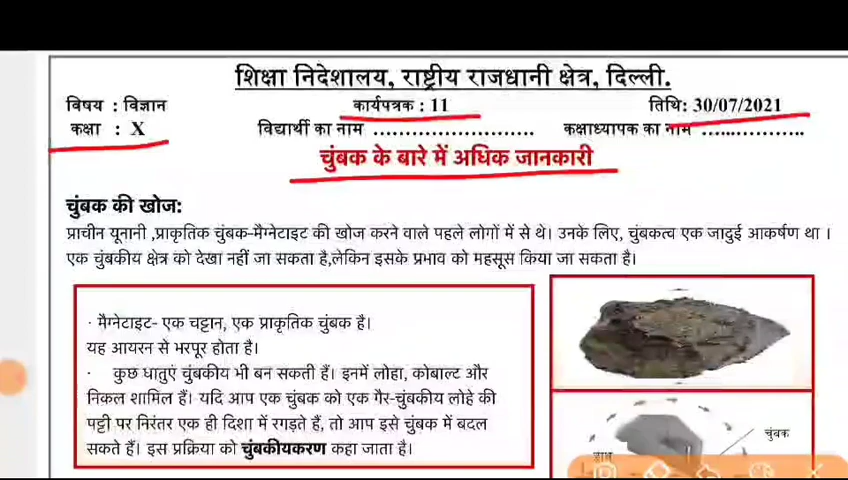 शिक्षा निदेशालय, राष्ट्रीय राजधानी क्षेत्र, दिल्ली.
विषय : विज्ञान कार्यपत्रक : 11 तिथि: 30/07/2021
कक्षा : X विद्यार्थी का नाम ............................ कक्षाध्यापक का नाम ..................
चुंबक के बारे में अधिक जानकारी
चुंबक की खोज:
प्राचीन यूनानी ,प्राकृतिक चुंबक-मैग्नेटाइट की खोज करने वाले पहले लोगों में से थे। उनके लिए, चुंबकत्व एक जादुई आकर्षण था ।
एक चुंबकीय क्षेत्र को देखा नहीं जा सकता है,लेकिन इसके प्रभाव को महसूस किया जा सकता है।
· मैग्नेटाइट- एक चट्टान, एक प्राकृतिक चुंबक है।
यह आयरन से भरपूर होता है।
· कुछ धातुएं चुंबकीय भी बन सकती हैं। इनमें लोहा, कोबाल्ट और
निक़ल शामिल हैं। यदि आप एक चुंबक को एक गैर-चुंबकीय लोहे की
पट्टी पर निरंतर एक ही दिशा में रगड़ते हैं, तो आप इसे चुंबक में बदल
सकते हैं। इस प्रक्रिया को चुंबकीयकरण कहा जाता है।
चुंबक